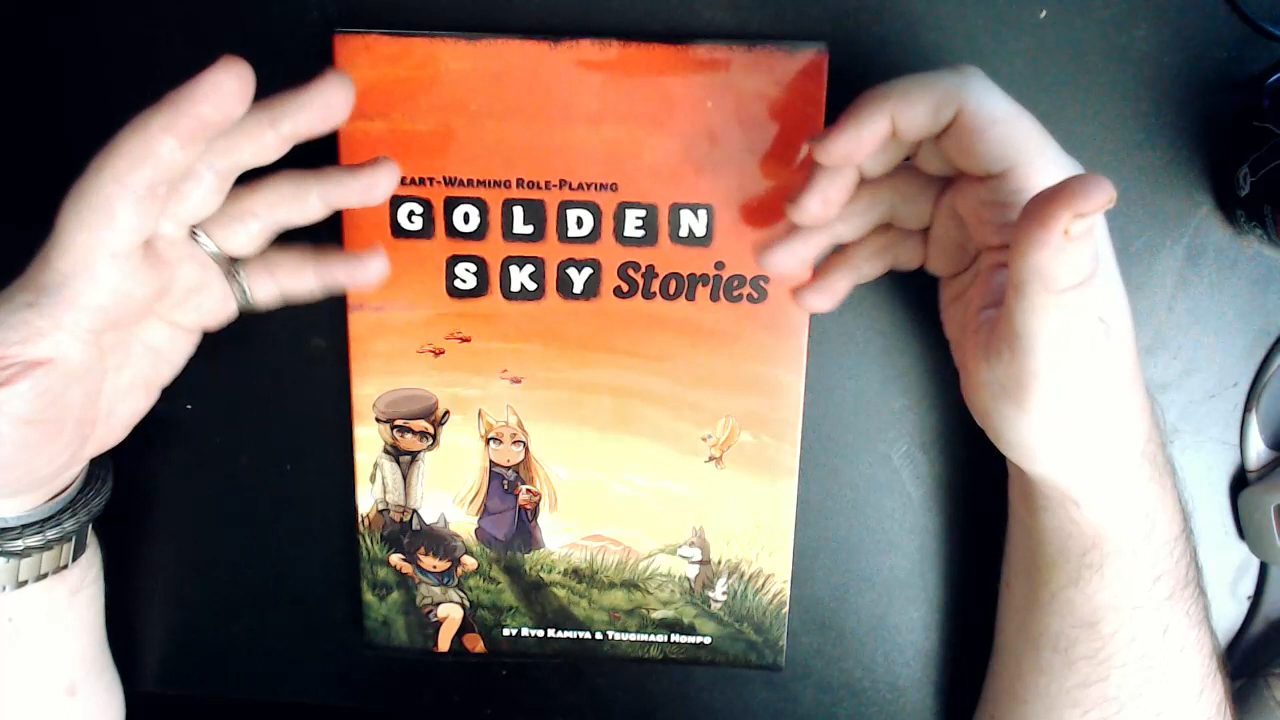 EART-WARMING ROLE-PLAYING
GOLDEN
SKY Stories
BY RYO KAMIYA & TSUGINAGI HONPO